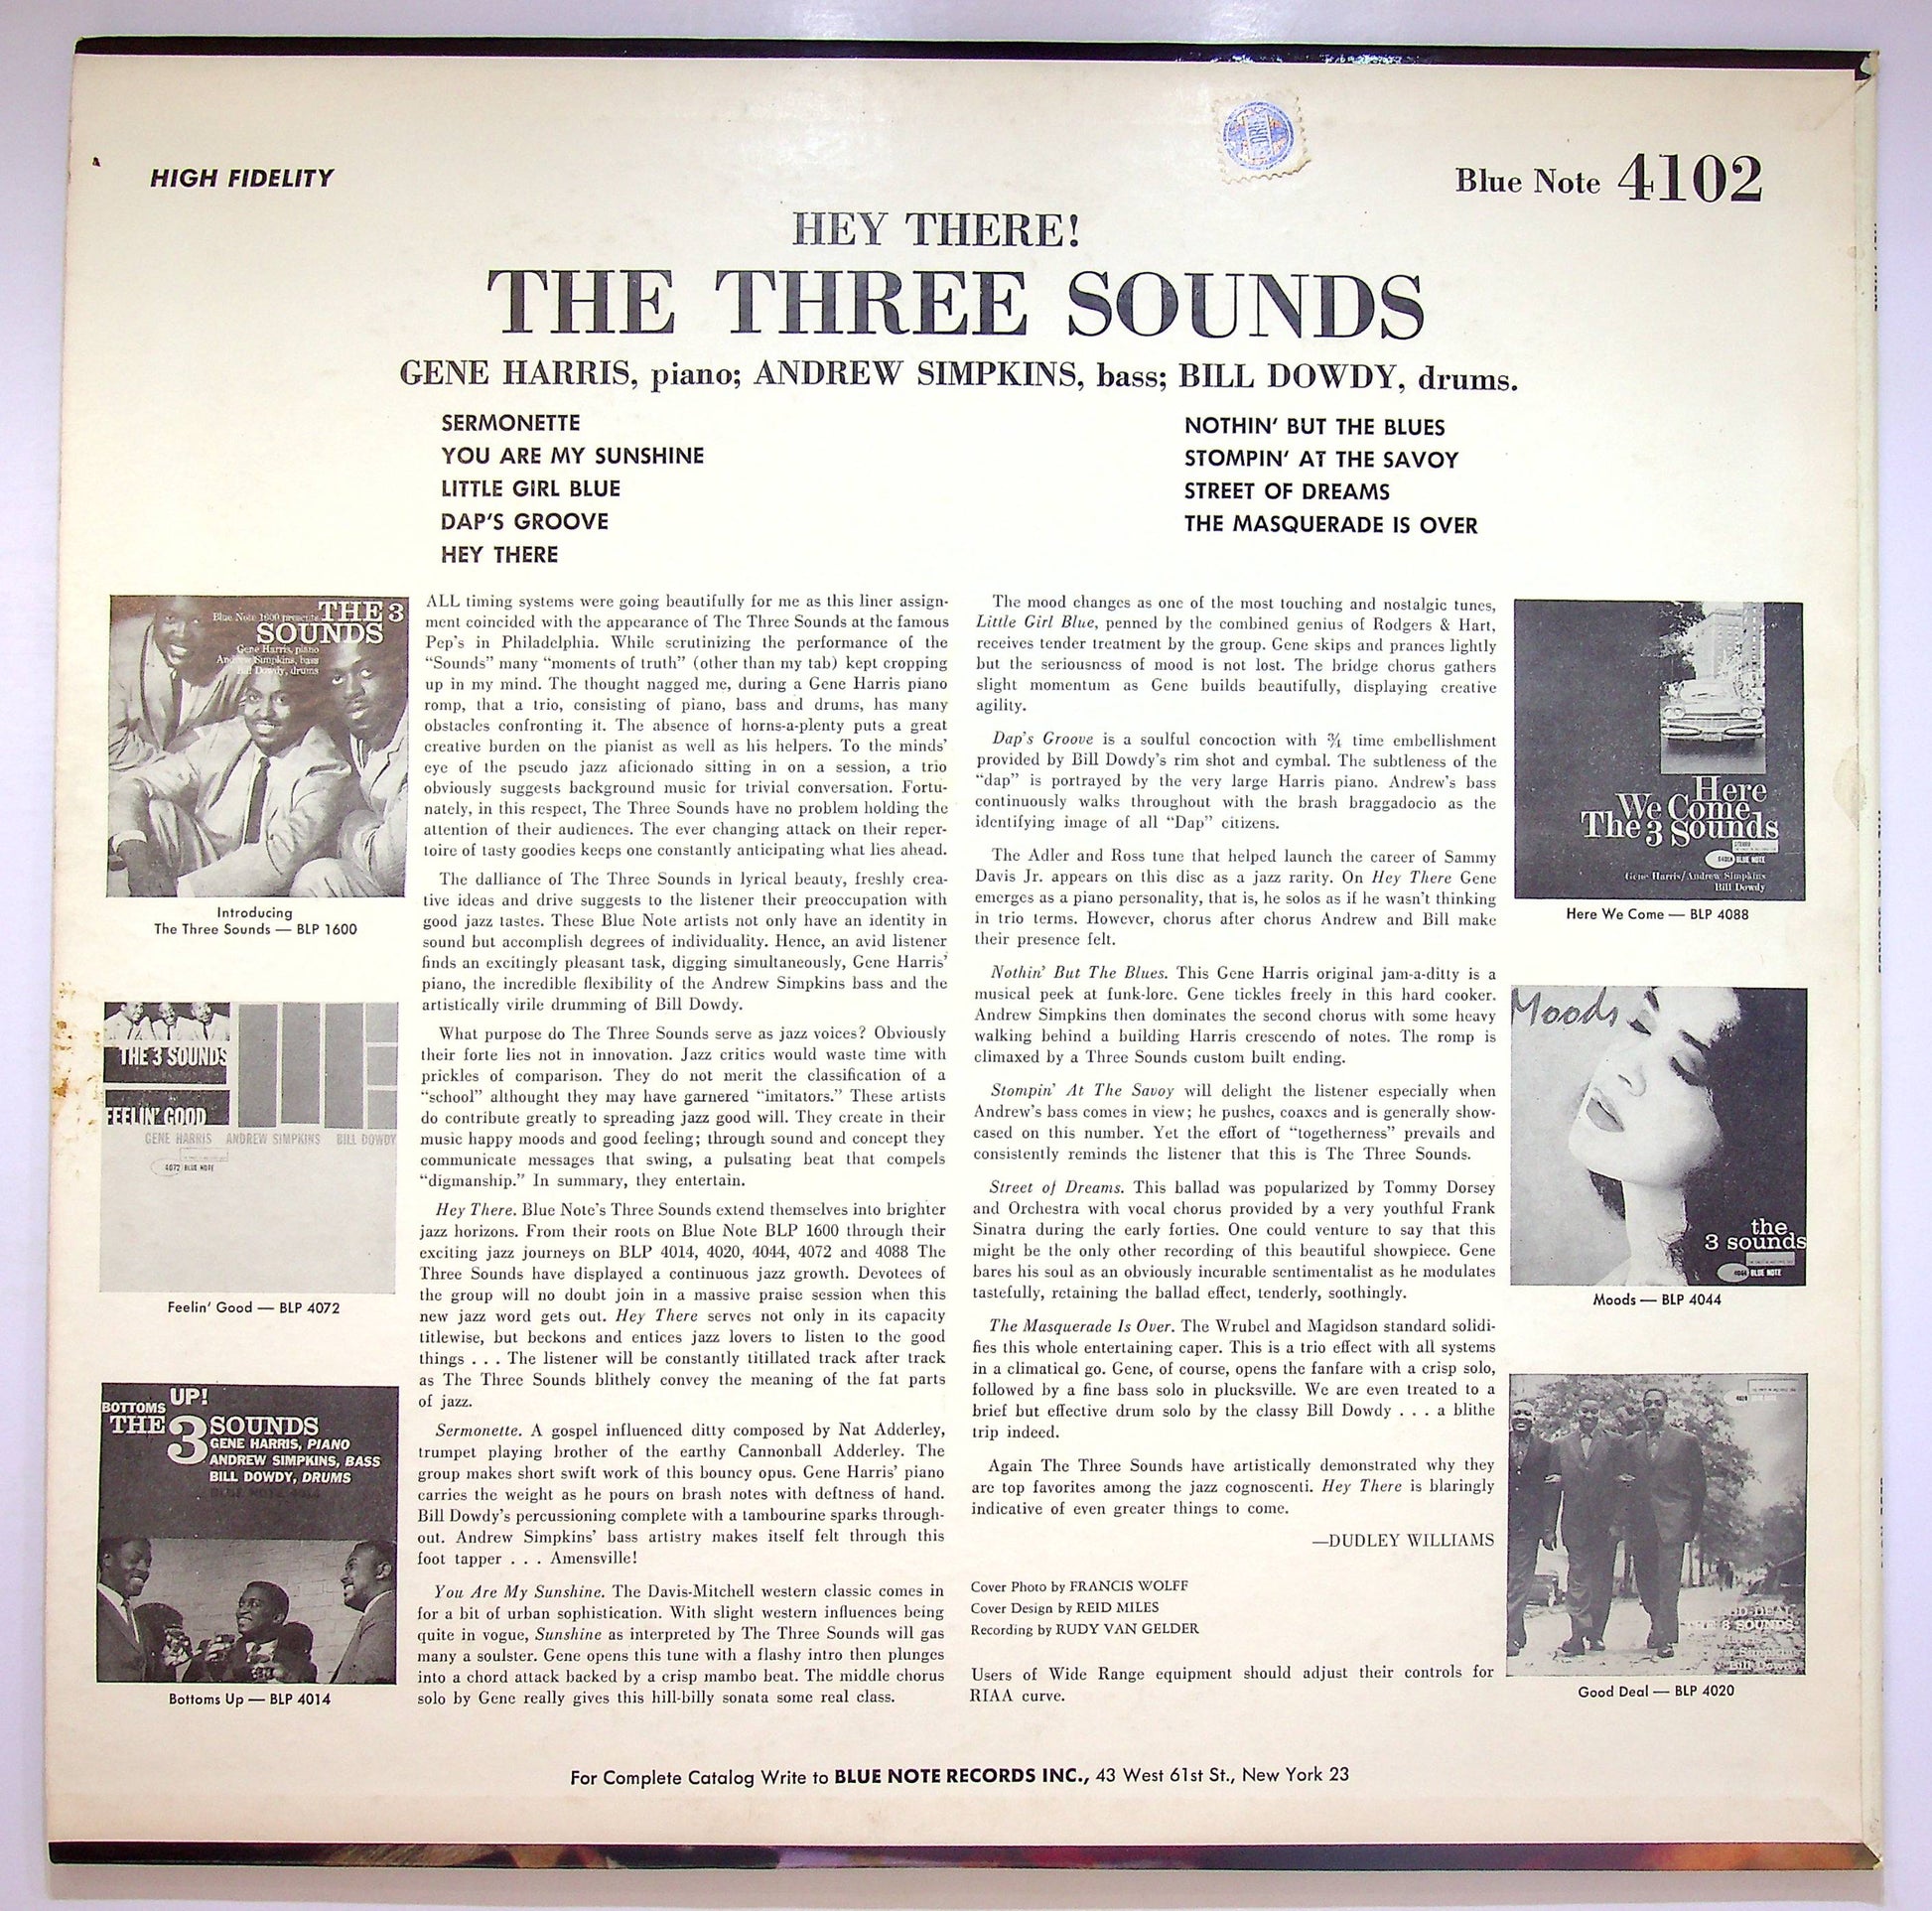 HIGH FIDELITY
Blue Note 4102
HEY THERE!
THE THREE SOUNDS
GENE HARRIS, piano; ANDREW SIMPKINS, bass; BILL DOWDY, drums.
SERMONETTE
YOU ARE MY SUNSHINE
LITTLE GIRL BLUE
DAP'S GROOVE
HEY THERE
NOTHIN' BUT THE BLUES
STOMPIN' AT THE SAVOY
STREET OF DREAMS
THE MASQUERADE IS OVER
Blue Note 1600 presents THE 3
SOUNDS
Gene Harris, piano
Andrew Simpkins, bass
Bill Dowdy, drums
Introducing
The Three Sounds — BLP 1600
THE 3 SOUNDS
FEELIN' GOOD
GENE HARRIS ANDREW SIMPKINS BILL DOWDY
4072 BLUE NOTE
Feelin' Good — BLP 4072
BOTTOMS UP!
THE 3 SOUNDS
GENE HARRIS, PIANO
ANDREW SIMPKINS, BASS
BILL DOWDY, DRUMS
BLUE NOTE 4014
Bottoms Up — BLP 4014
ALL timing systems were going beautifully for me as this liner assign-
ment coincided with the appearance of The Three Sounds at the famous
Pep's in Philadelphia. While scrutinizing the performance of the
“Sounds” many “moments of truth” (other than my tab) kept cropping
up in my mind. The thought nagged me, during a Gene Harris piano
romp, that a trio, consisting of piano, bass and drums, has many
obstacles confronting it. The absence of horns-a-plenty puts a great
creative burden on the pianist as well as his helpers. To the minds'
eye of the pseudo jazz aficionado sitting in on a session, a trio
obviously suggests background music for trivial conversation. Fortu-
nately, in this respect, The Three Sounds have no problem holding the
attention of their audiences. The ever changing attack on their reper-
toire of tasty goodies keeps one constantly anticipating what lies ahead.
The dalliance of The Three Sounds in lyrical beauty, freshly crea-
tive ideas and drive suggests to the listener their preoccupation with
good jazz tastes. These Blue Note artists not only have an identity in
sound but accomplish degrees of individuality. Hence, an avid listener
finds an excitingly pleasant task, digging simultaneously, Gene Harris'
piano, the incredible flexibility of the Andrew Simpkins bass and the
artistically virile drumming of Bill Dowdy.
What purpose do The Three Sounds serve as jazz voices? Obviously
their forte lies not in innovation. Jazz critics would waste time with
prickles of comparison. They do not merit the classification of a
“school” althought they may have garnered “imitators.” These artists
do contribute greatly to spreading jazz good will. They create in their
music happy moods and good feeling; through sound and concept they
communicate messages that swing, a pulsating beat that compels
“digmanship.” In summary, they entertain.
Hey There. Blue Note's Three Sounds extend themselves into brighter
jazz horizons. From their roots on Blue Note BLP 1600 through their
exciting jazz journeys on BLP 4014, 4020, 4044, 4072 and 4088 The
Three Sounds have displayed a continuous jazz growth. Devotees of
the group will no doubt join in a massive praise session when this
new jazz word gets out. Hey There serves not only in its capacity
titlewise, but beckons and entices jazz lovers to listen to the good
things . . . The listener will be constantly titillated track after track
as The Three Sounds blithely convey the meaning of the fat parts
of jazz.
Sermonette. A gospel influenced ditty composed by Nat Adderley,
trumpet playing brother of the earthy Cannonball Adderley. The
group makes short swift work of this bouncy opus. Gene Harris' piano
carries the weight as he pours on brash notes with deftness of hand.
Bill Dowdy's percussioning complete with a tambourine sparks through-
out. Andrew Simpkins' bass artistry makes itself felt through this
foot tapper . . . Amensville!
You Are My Sunshine. The Davis-Mitchell western classic comes in
for a bit of urban sophistication. With slight western influences being
quite in vogue, Sunshine as interpreted by The Three Sounds will gas
many a soulster. Gene opens this tune with a flashy intro then plunges
into a chord attack backed by a crisp mambo beat. The middle chorus
solo by Gene really gives this hill-billy sonata some real class.
The mood changes as one of the most touching and nostalgic tunes,
Little Girl Blue, penned by the combined genius of Rodgers & Hart,
receives tender treatment by the group. Gene skips and prances lightly
but the seriousness of mood is not lost. The bridge chorus gathers
slight momentum as Gene builds beautifully, displaying creative
agility.
Dap's Groove is a soulful concoction with ¾ time embellishment
provided by Bill Dowdy's rim shot and cymbal. The subtleness of the
“dap” is portrayed by the very large Harris piano. Andrew's bass
continuously walks throughout with the brash braggadocio as the
identifying image of all “Dap” citizens.
The Adler and Ross tune that helped launch the career of Sammy
Davis Jr. appears on this disc as a jazz rarity. On Hey There Gene
emerges as a piano personality, that is, he solos as if he wasn't thinking
in trio terms. However, chorus after chorus Andrew and Bill make
their presence felt.
Nothin' But The Blues. This Gene Harris original jam-a-ditty is a
musical peek at funk-lore. Gene tickles freely in this hard cooker.
Andrew Simpkins then dominates the second chorus with some heavy
walking behind a building Harris crescendo of notes. The romp is
climaxed by a Three Sounds custom built ending.
Stompin' At The Savoy will delight the listener especially when
Andrew's bass comes in view; he pushes, coaxes and is generally show-
cased on this number. Yet the effort of “togetherness” prevails and
consistently reminds the listener that this is The Three Sounds.
Street of Dreams. This ballad was popularized by Tommy Dorsey
and Orchestra with vocal chorus provided by a very youthful Frank
Sinatra during the early forties. One could venture to say that this
might be the only other recording of this beautiful showpiece. Gene
bares his soul as an obviously incurable sentimentalist as he modulates
tastefully, retaining the ballad effect, tenderly, soothingly.
The Masquerade Is Over. The Wrubel and Magidson standard solidi-
fies this whole entertaining caper. This is a trio effect with all systems
in a climatical go. Gene, of course, opens the fanfare with a crisp solo,
followed by a fine bass solo in plucksville. We are even treated to a
brief but effective drum solo by the classy Bill Dowdy . . . a blithe
trip indeed.
Again The Three Sounds have artistically demonstrated why they
are top favorites among the jazz cognoscenti. Hey There is blaringly
indicative of even greater things to come.
—DUDLEY WILLIAMS
Cover Photo by FRANCIS WOLFF
Cover Design by REID MILES
Recording by RUDY VAN GELDER
Users of Wide Range equipment should adjust their controls for
RIAA curve.
Here
We Come
The 3 Sounds
BLUE NOTE
Gene Harris/Andrew Simpkins
Bill Dowdy
Here We Come — BLP 4088
Moods
the
3 sounds
4044 BLUE NOTE
Moods — BLP 4044
GOOD DEAL
THE 3 SOUNDS
Bill Dowdy
Good Deal — BLP 4020
For Complete Catalog Write to BLUE NOTE RECORDS INC., 43 West 61st St., New York 23